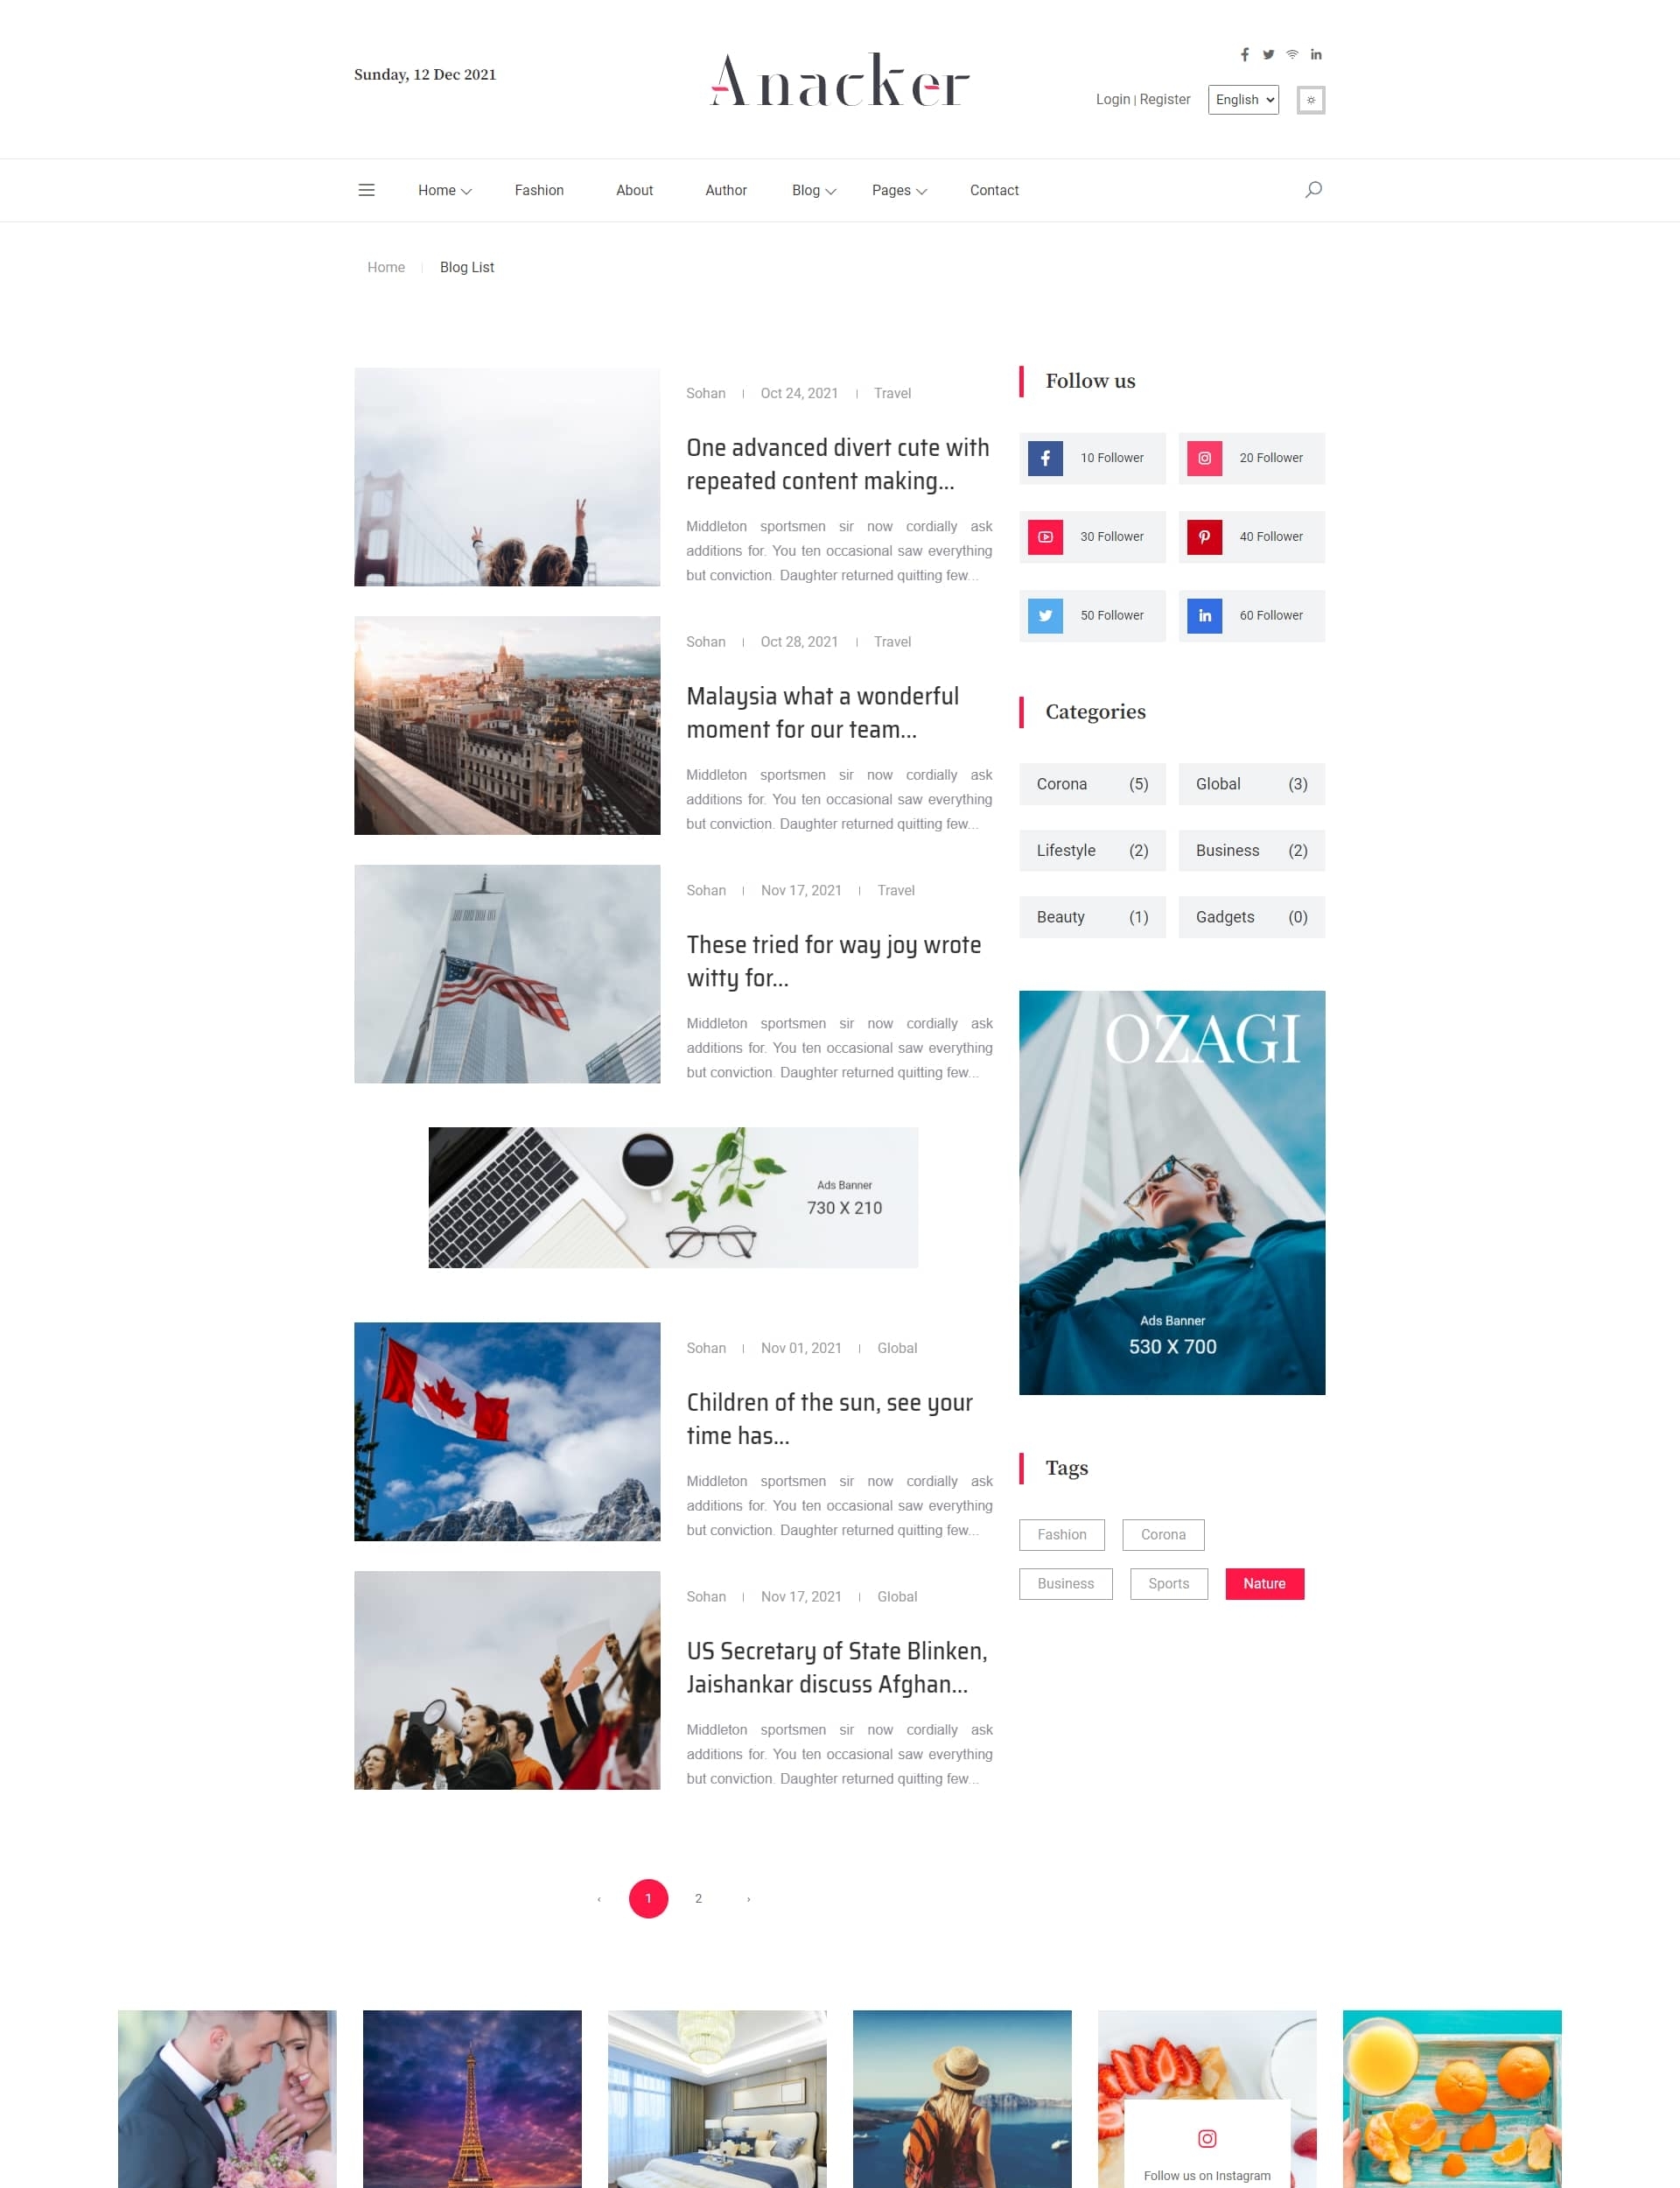 Sunday, 12 Dec 2021
Anacker
Login | Register
English
Home
Fashion
About
Author
Blog
Pages
Contact
Home
Blog List
Sohan
Oct 24, 2021
Travel
One advanced divert cute with
repeated content making...
Middleton sportsmen sir now cordially ask
additions for. You ten occasional saw everything
but conviction. Daughter returned quitting few...
Sohan
Oct 28, 2021
Travel
Malaysia what a wonderful
moment for our team...
Middleton sportsmen sir now cordially ask
additions for. You ten occasional saw everything
but conviction. Daughter returned quitting few...
Sohan
Nov 17, 2021
Travel
These tried for way joy wrote
witty for...
Middleton sportsmen sir now cordially ask
additions for. You ten occasional saw everything
but conviction. Daughter returned quitting few...
Ads Banner
730 X 210
Sohan
Nov 01, 2021
Global
Children of the sun, see your
time has...
Middleton sportsmen sir now cordially ask
additions for. You ten occasional saw everything
but conviction. Daughter returned quitting few...
Sohan
Nov 17, 2021
Global
US Secretary of State Blinken,
Jaishankar discuss Afghan...
Middleton sportsmen sir now cordially ask
additions for. You ten occasional saw everything
but conviction. Daughter returned quitting few...
‹
1
2
›
Follow us
10 Follower
20 Follower
30 Follower
40 Follower
50 Follower
60 Follower
Categories
Corona (5)
Global (3)
Lifestyle (2)
Business (2)
Beauty (1)
Gadgets (0)
OZAGI
Ads Banner
530 X 700
Tags
Fashion
Corona
Business
Sports
Nature
Follow us on Instagram